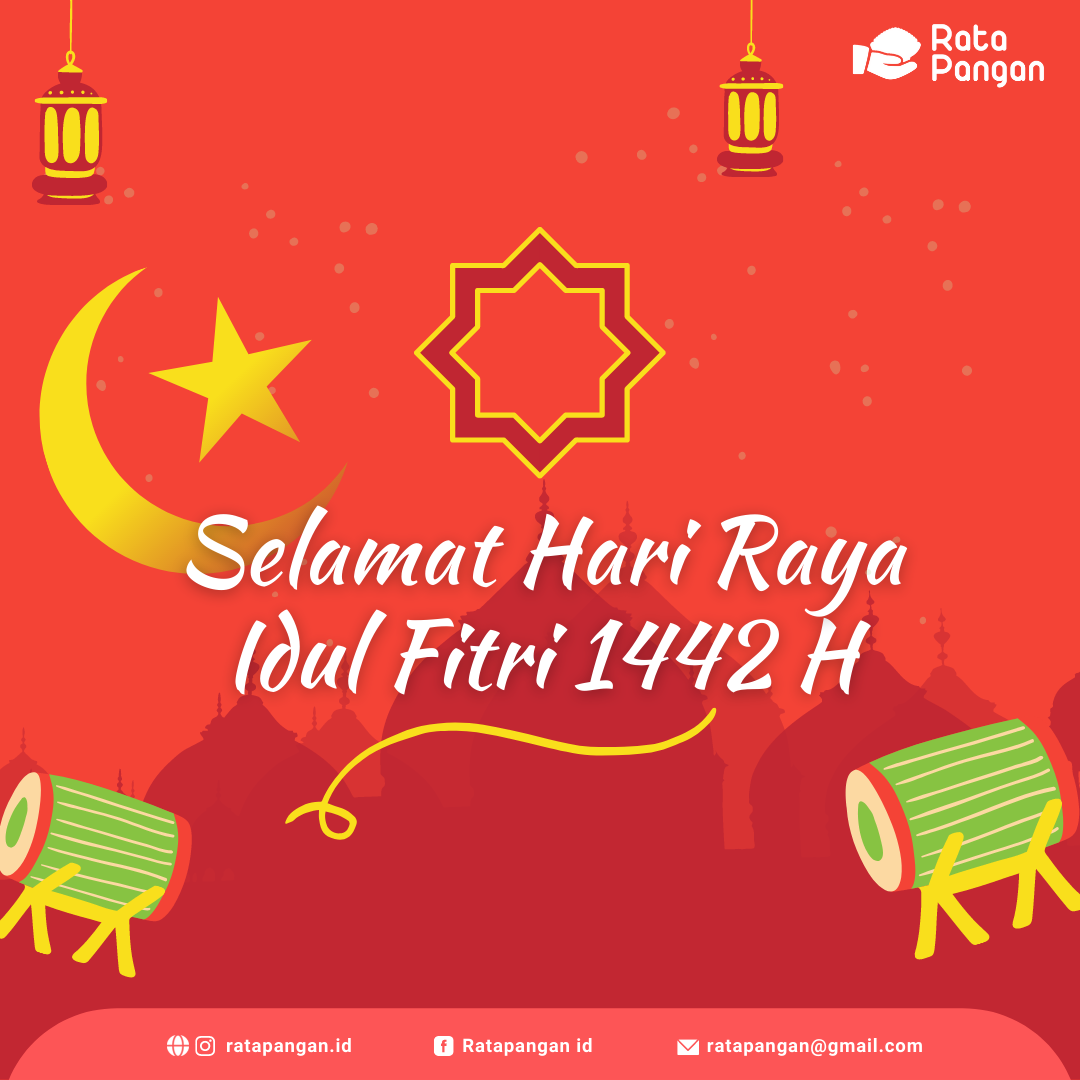 Rata
Pangan
Selamat Hari Raya
Idul Fitri 1442 H
ratapangan.id
Ratapangan id
ratapangan@gmail.com